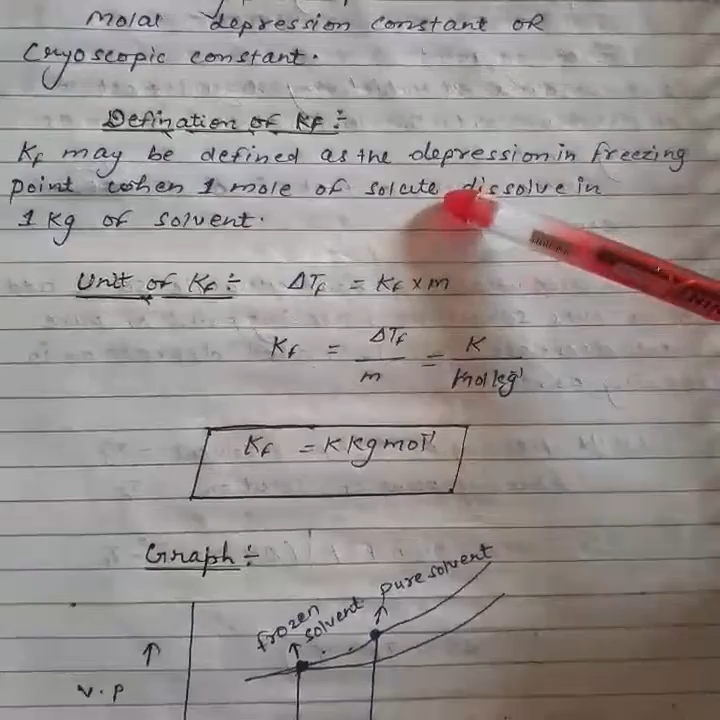 Molal depression constant OR
Cryoscopic constant.
Defination of Kf :-
Kf may be defined as the depression in freezing
point when 1 mole of solute dissolve in
1 kg of solvent.
Unit of Kf :- ΔTf = Kf × m
Kf = ΔTf / m = K / mol kg⁻¹
Kf = K kg mol⁻¹
Graph :-
frozen solvent
pure solvent
↑
V.P